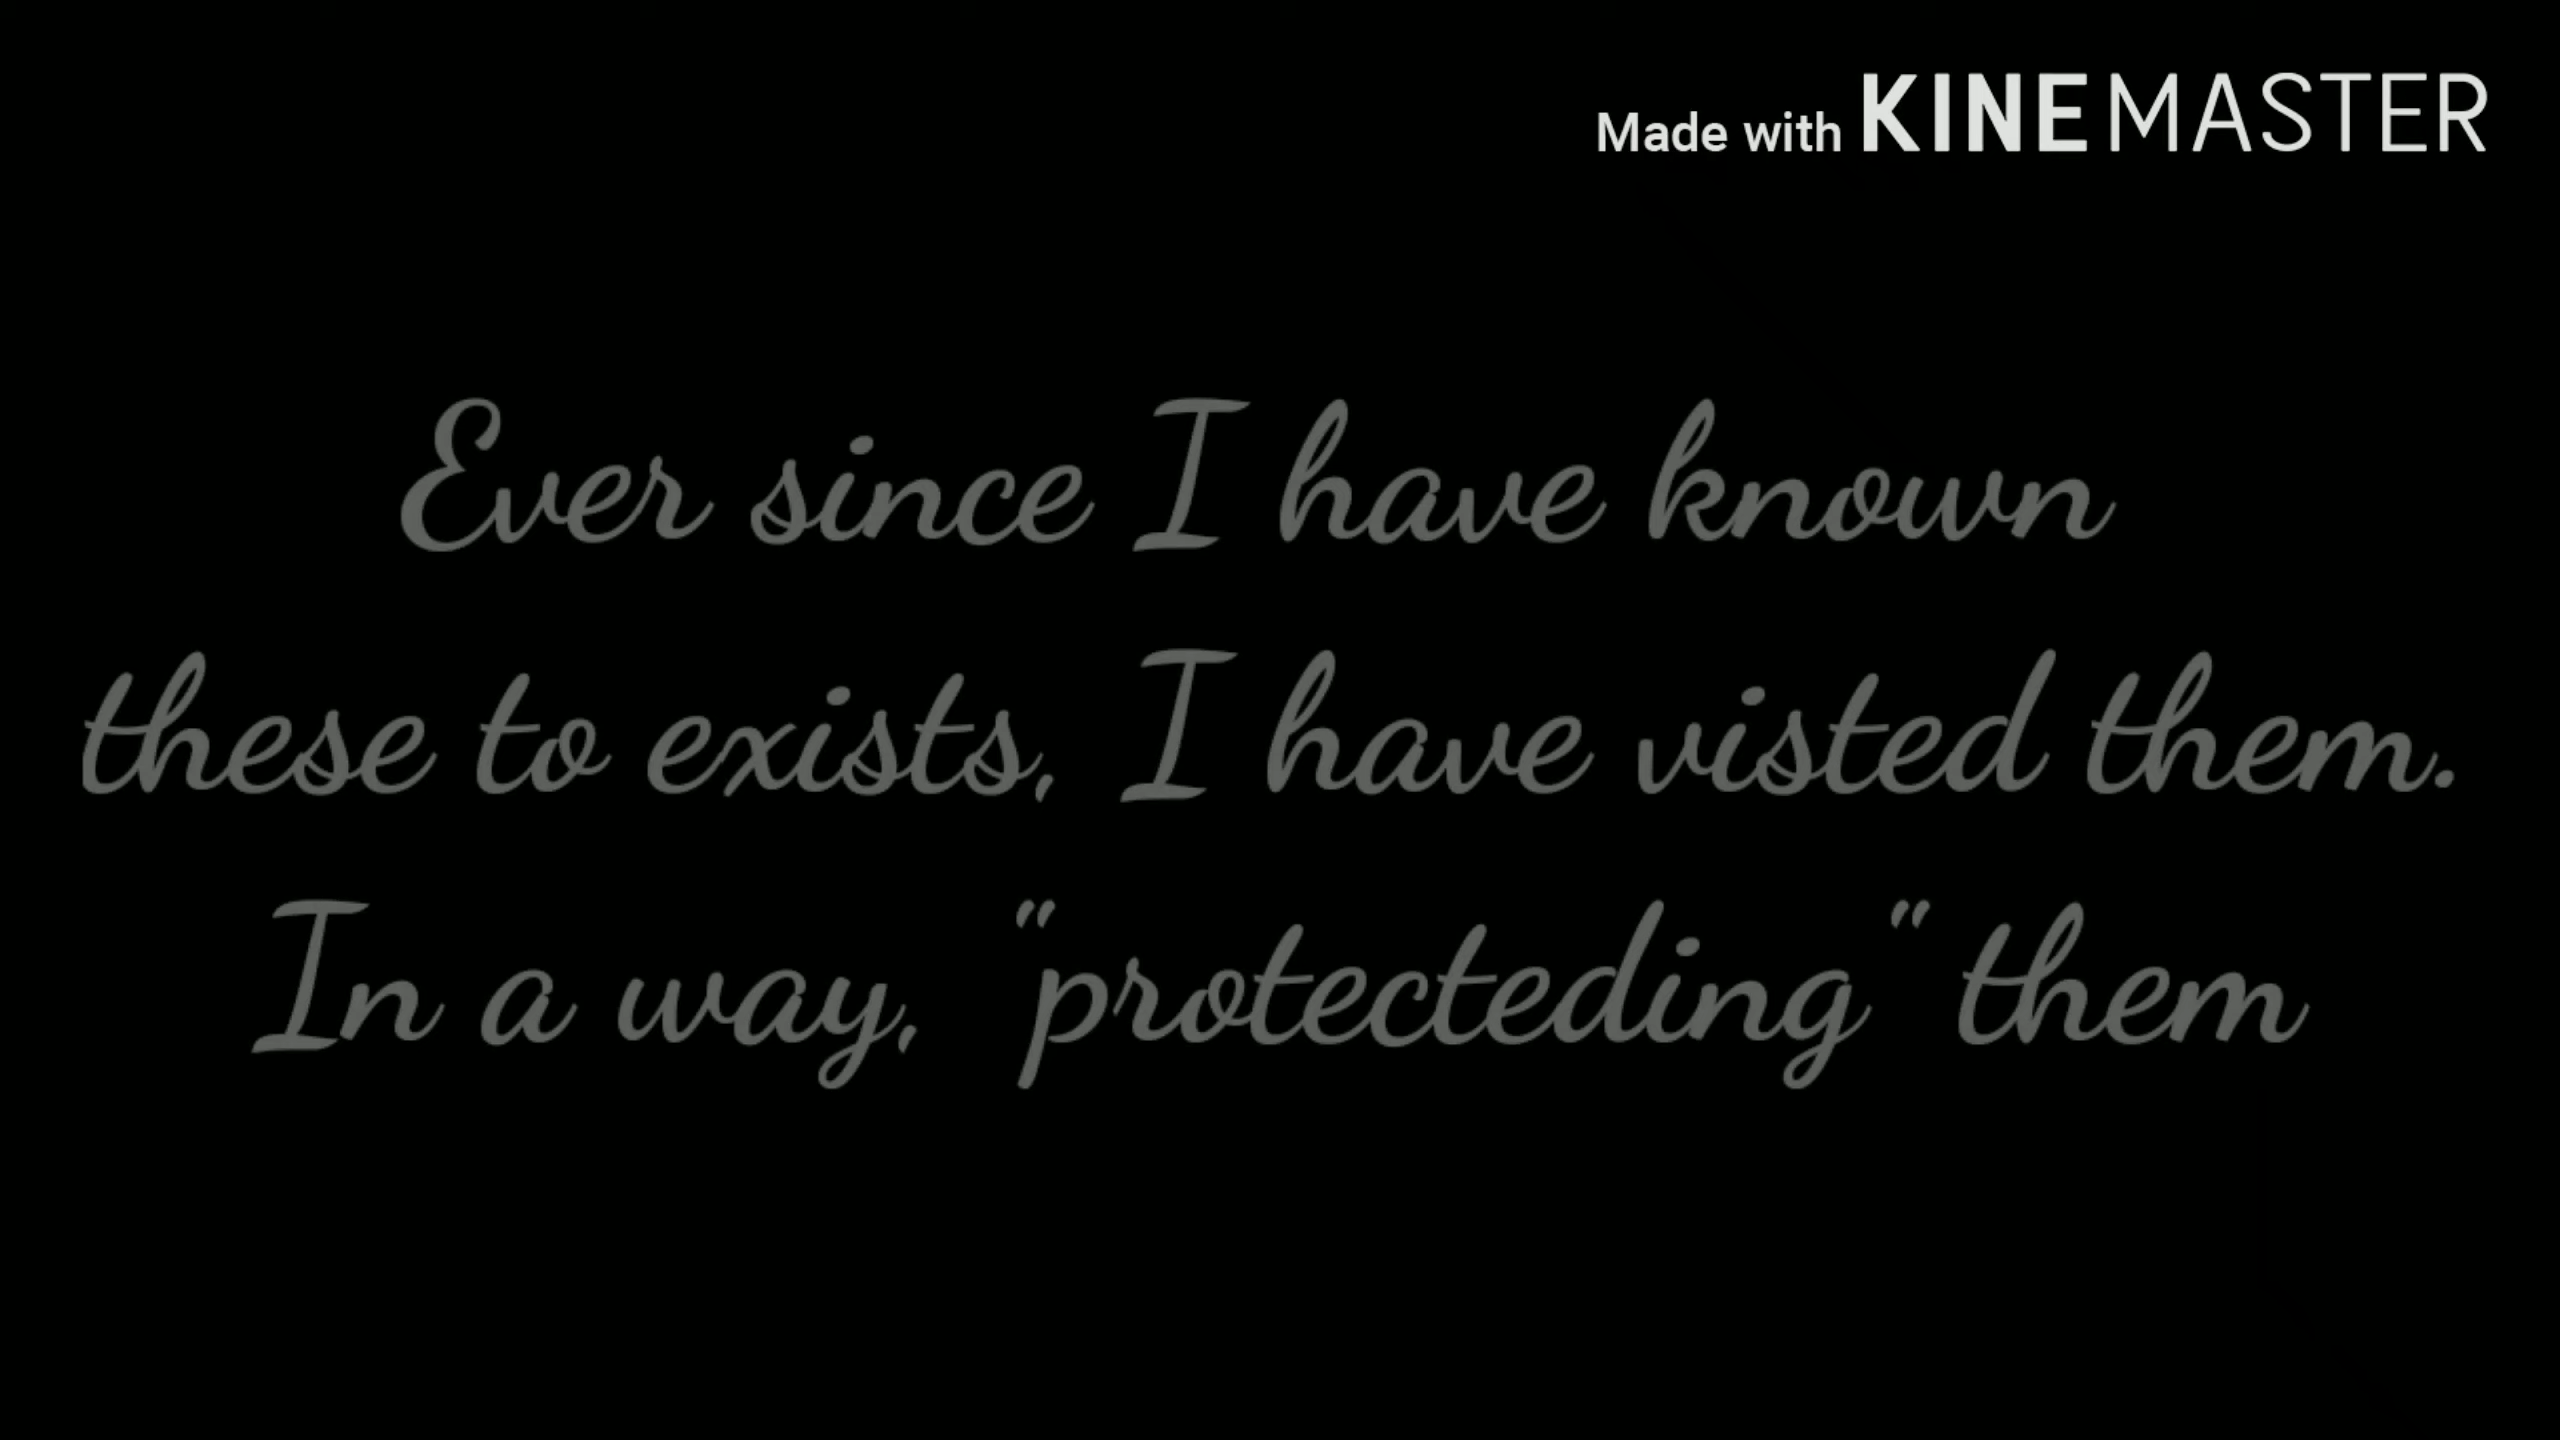 Made with KINEMASTER
Ever since I have known
these to exists, I have visted them.
In a way, "protecteding" them